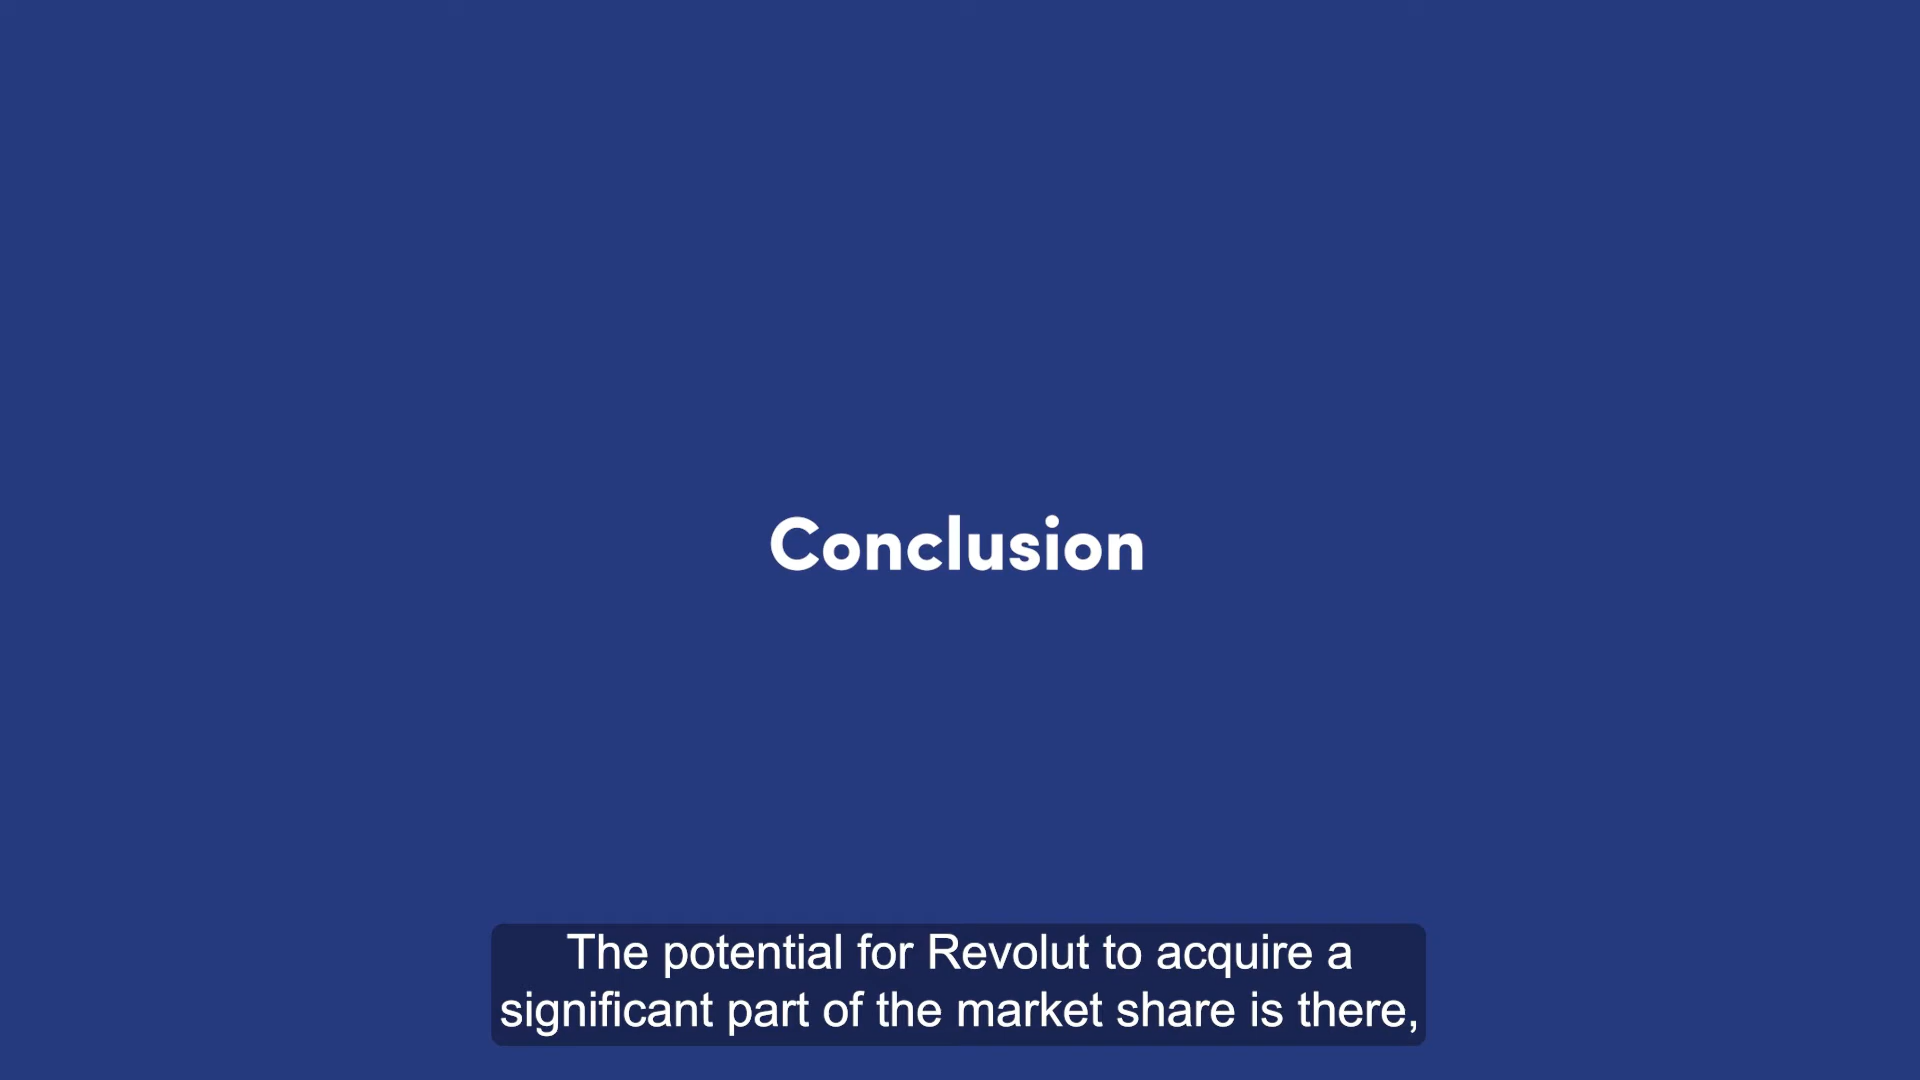 Conclusion
The potential for Revolut to acquire a
significant part of the market share is there,